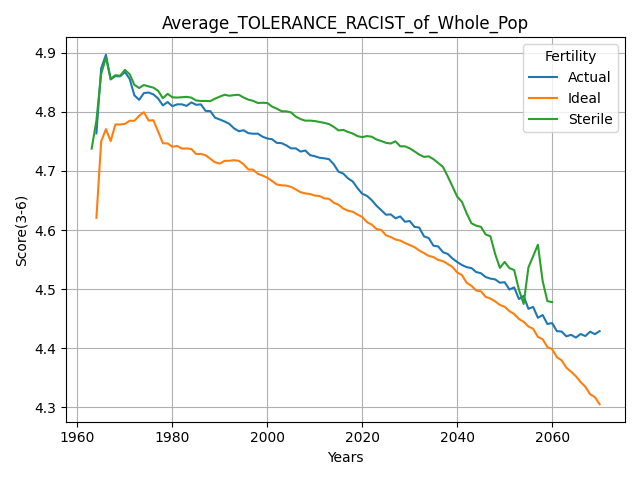 Average_TOLERANCE_RACIST_of_Whole_Pop
Fertility
Actual
Ideal
Sterile
Score(3-6)
4.9
4.8
4.7
4.6
4.5
4.4
4.3
1960
1980
2000
2020
2040
2060
Years